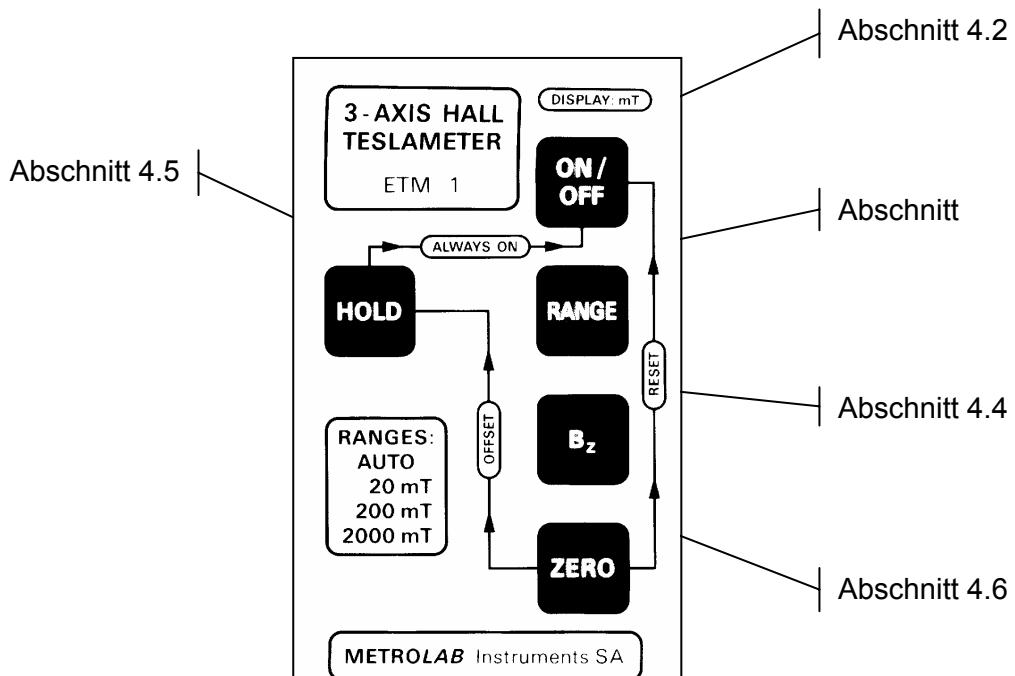 Abschnitt 4.2
DISPLAY: mT
3-AXIS HALL
TESLAMETER
ETM 1
ON /
OFF
Abschnitt 4.5
Abschnitt
ALWAYS ON
HOLD
RANGE
RESET
Abschnitt 4.4
OFFSET
Bz
RANGES:
AUTO
20 mT
200 mT
2000 mT
ZERO
Abschnitt 4.6
METROLAB Instruments SA